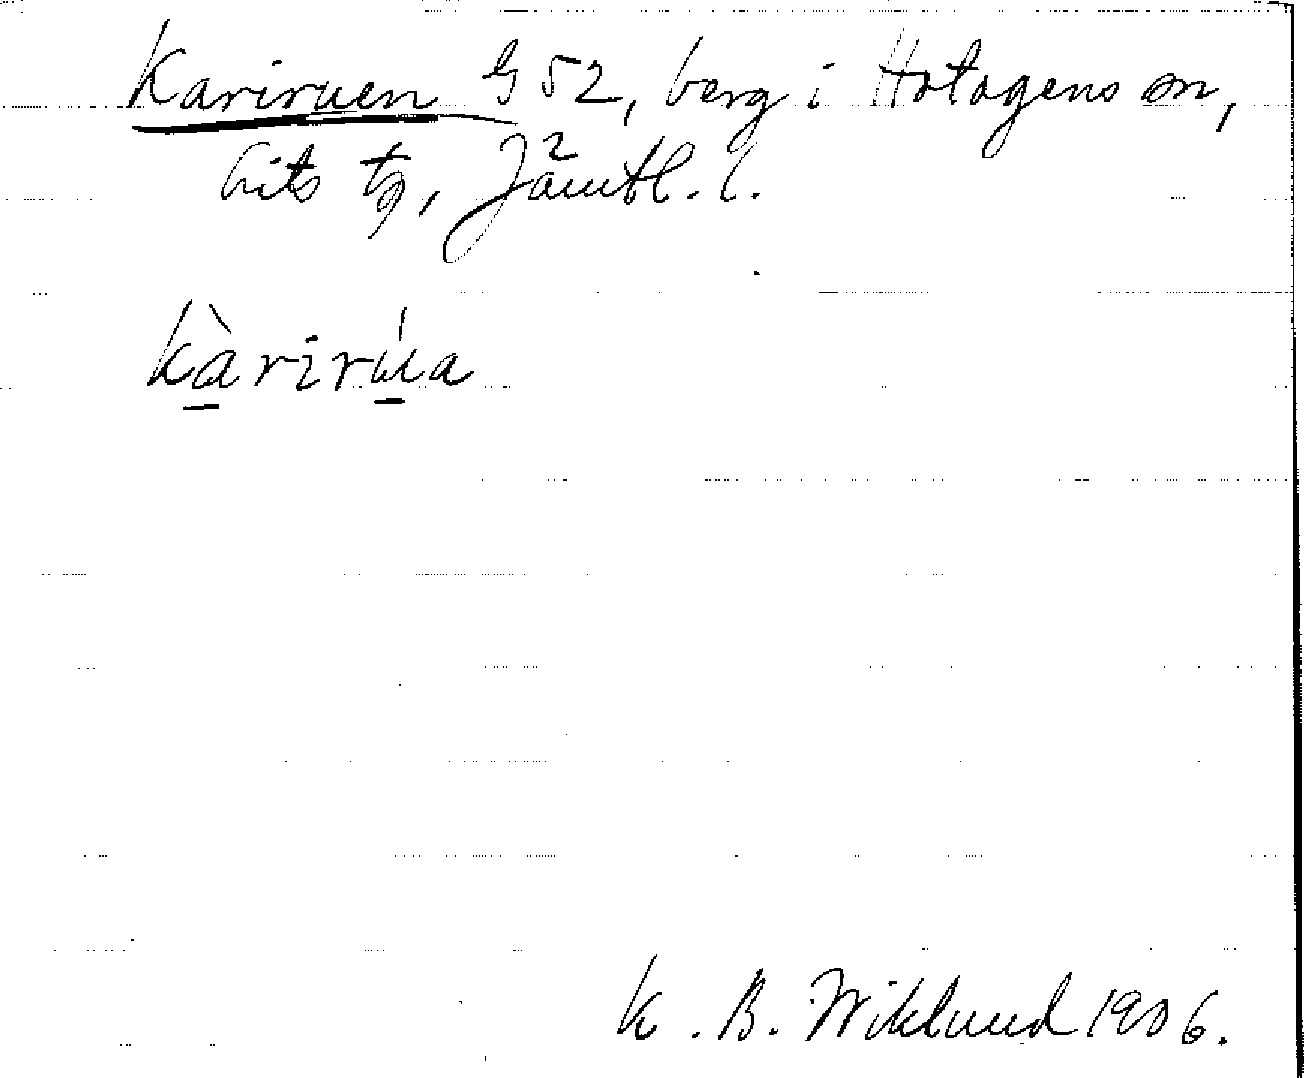 Kariruen G 52, berg i Hotagens sn,
Lits tg, Jämtl. l.
kàrirúa
K. B. Wiklund 1906.